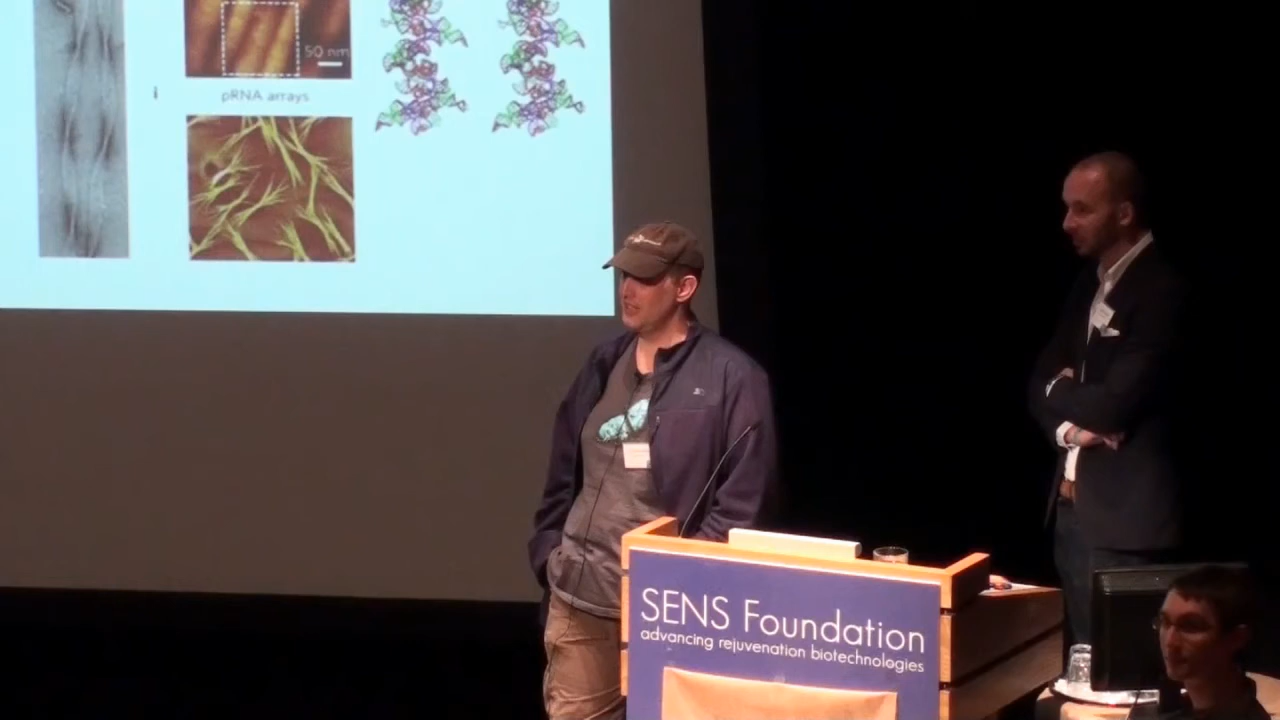 50 nm
i
pRNA arrays
SENS Foundation
advancing rejuvenation biotechnologies